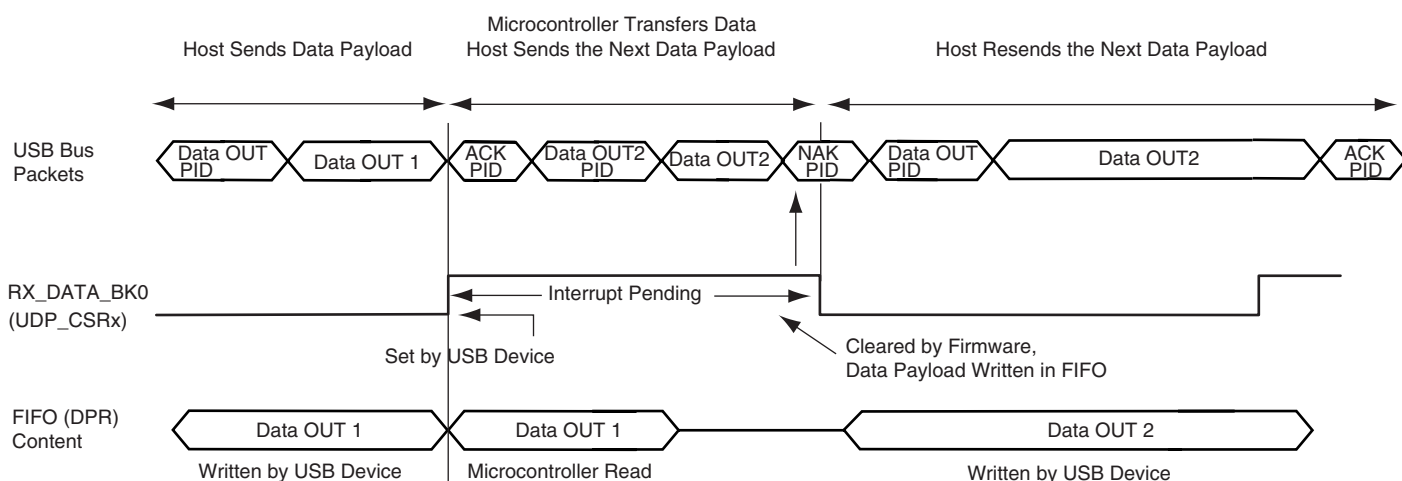 Host Sends Data Payload
Microcontroller Transfers Data
Host Sends the Next Data Payload
Host Resends the Next Data Payload
USB Bus
Packets
Data OUT
PID
Data OUT 1
ACK
PID
Data OUT2
PID
Data OUT2
NAK
PID
Data OUT
PID
Data OUT2
ACK
PID
RX_DATA_BK0
(UDP_CSRx)
Interrupt Pending
Set by USB Device
Cleared by Firmware,
Data Payload Written in FIFO
FIFO (DPR)
Content
Data OUT 1
Data OUT 1
Data OUT 2
Written by USB Device
Microcontroller Read
Written by USB Device